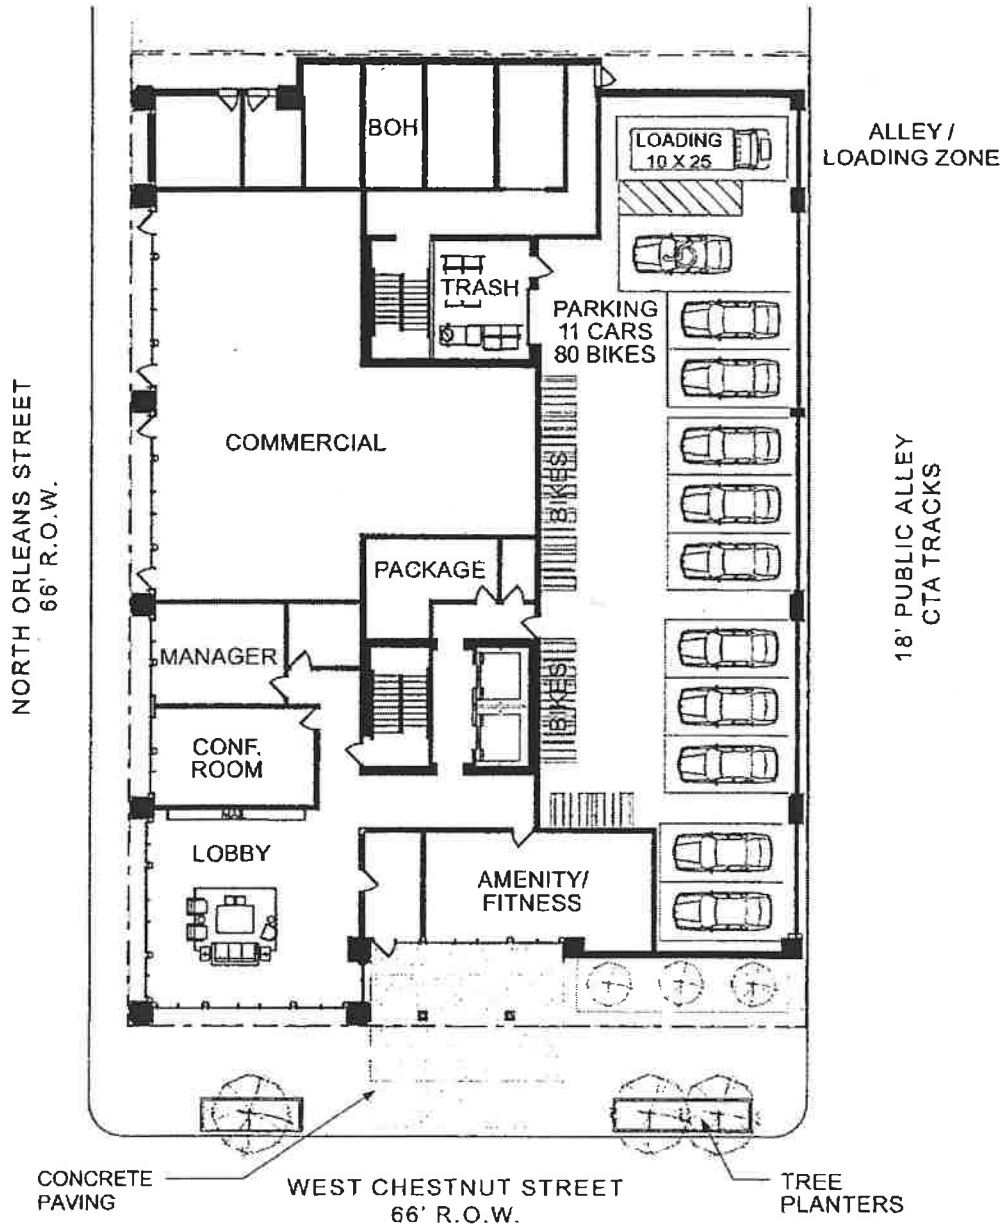 BOH
LOADING
10 X 25
ALLEY /
LOADING ZONE
TRASH
PARKING
11 CARS
80 BIKES
NORTH ORLEANS STREET
66' R.O.W.
COMMERCIAL
BIKES
18' PUBLIC ALLEY
CTA TRACKS
PACKAGE
MANAGER
BIKES
CONF.
ROOM
MAIL
LOBBY
AMENITY/
FITNESS
CONCRETE
PAVING
WEST CHESTNUT STREET
66' R.O.W.
TREE
PLANTERS